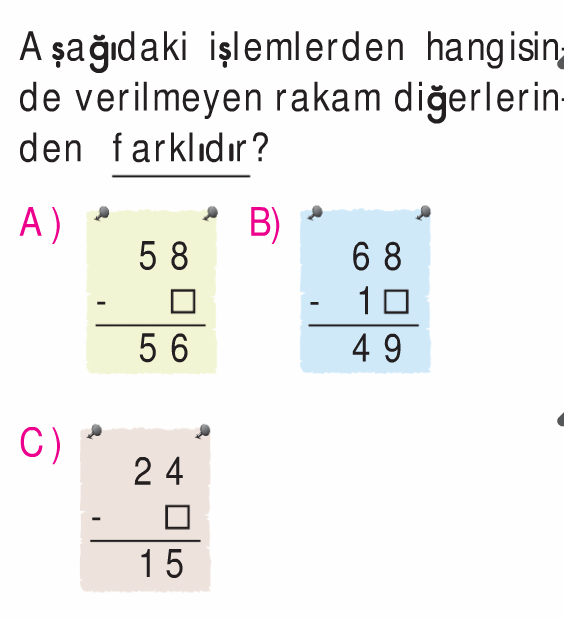 Aşağıdaki işlemlerden hangisin-
de verilmeyen rakam diğerlerin-
den farklıdır?
A) B)
58
- □
56
68
- 1□
49
C)
24
- □
15